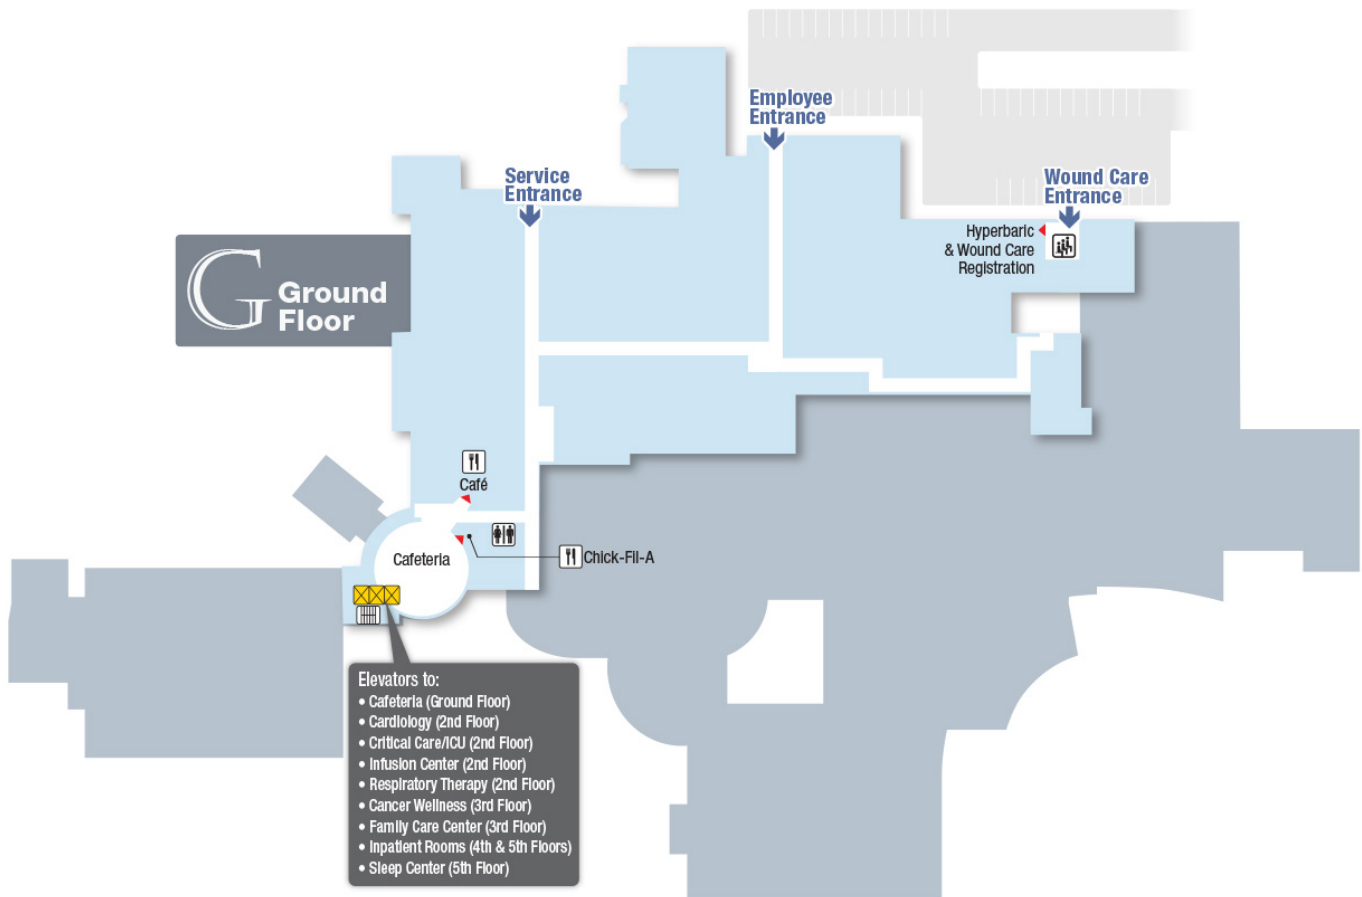 Employee
Entrance
Service
Entrance
Wound Care
Entrance
Hyperbaric
& Wound Care
Registration
G Ground
Floor
Café
Cafeteria
Chick-Fil-A
Elevators to:
• Cafeteria (Ground Floor)
• Cardiology (2nd Floor)
• Critical Care/ICU (2nd Floor)
• Infusion Center (2nd Floor)
• Respiratory Therapy (2nd Floor)
• Cancer Wellness (3rd Floor)
• Family Care Center (3rd Floor)
• Inpatient Rooms (4th & 5th Floors)
• Sleep Center (5th Floor)